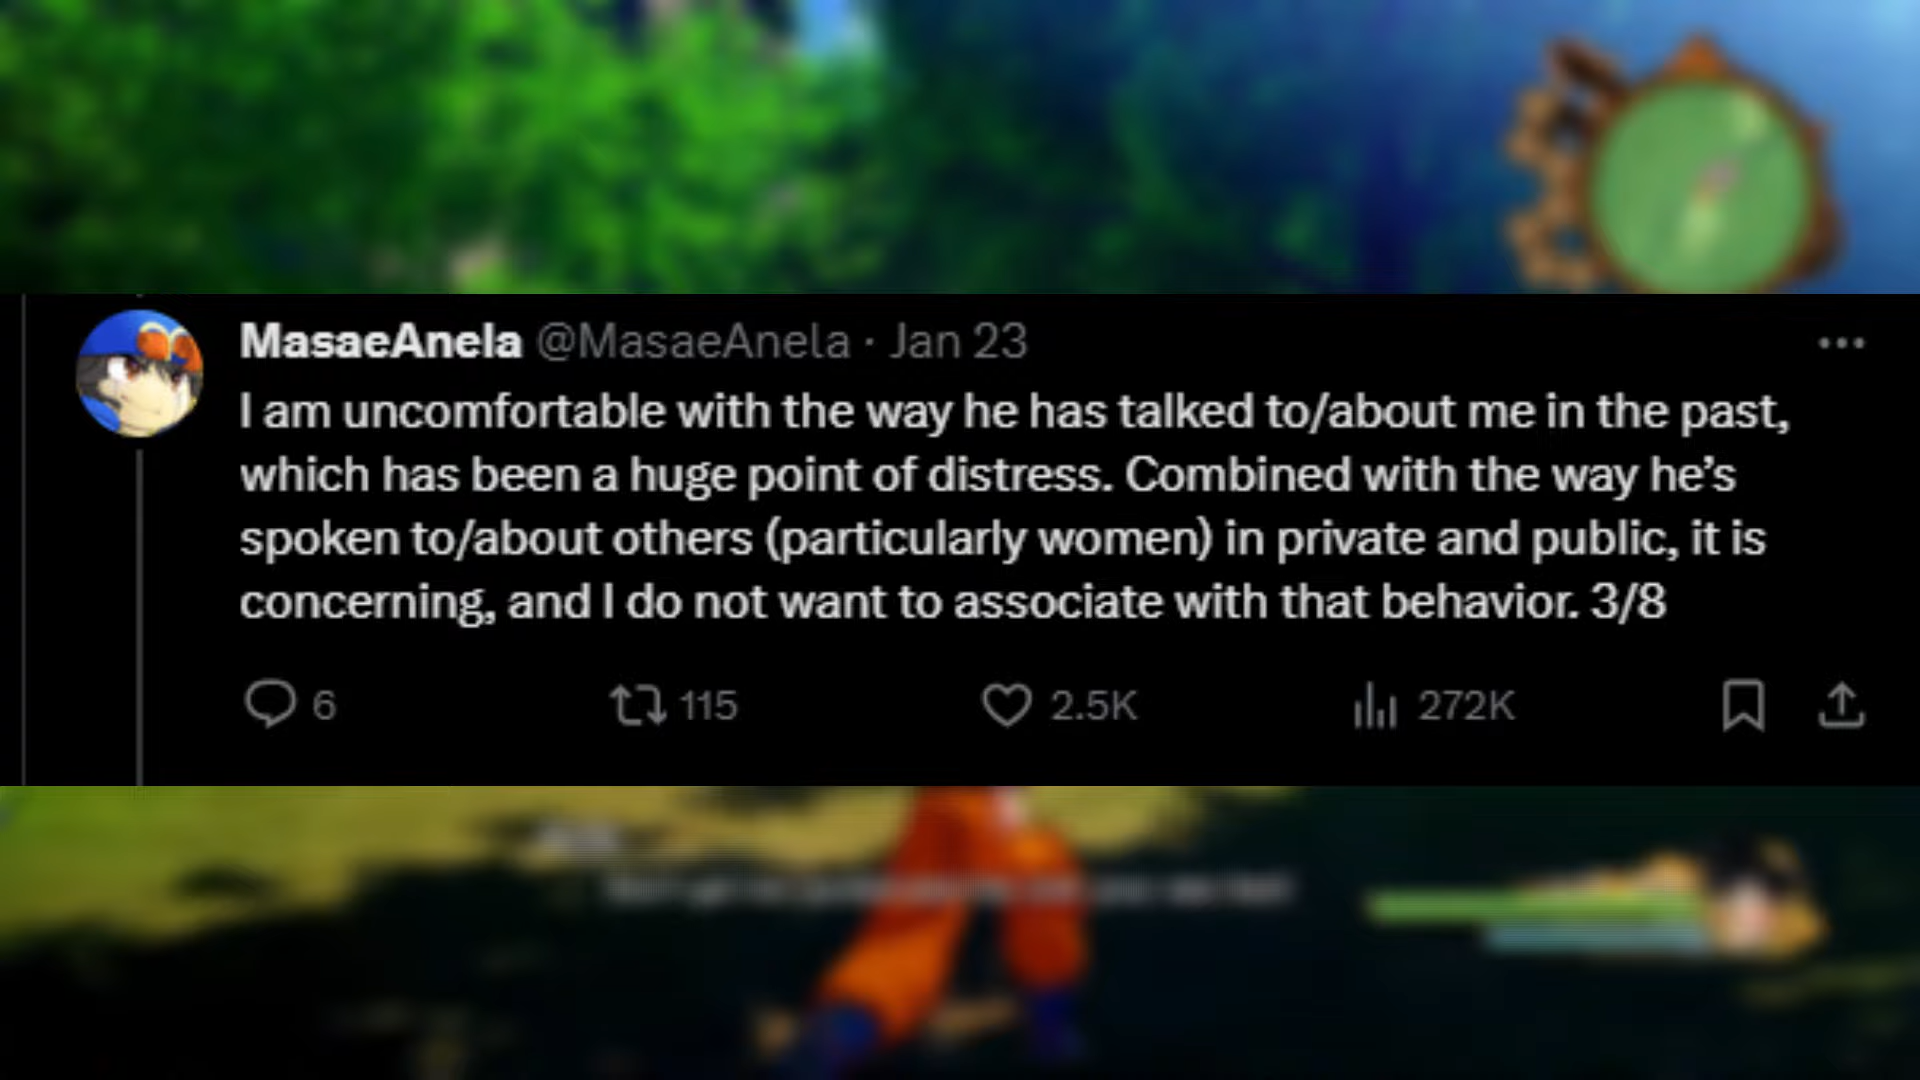 MasaeAnela @MasaeAnela · Jan 23
I am uncomfortable with the way he has talked to/about me in the past,
which has been a huge point of distress. Combined with the way he’s
spoken to/about others (particularly women) in private and public, it is
concerning, and I do not want to associate with that behavior. 3/8
6 115 2.5K 272K